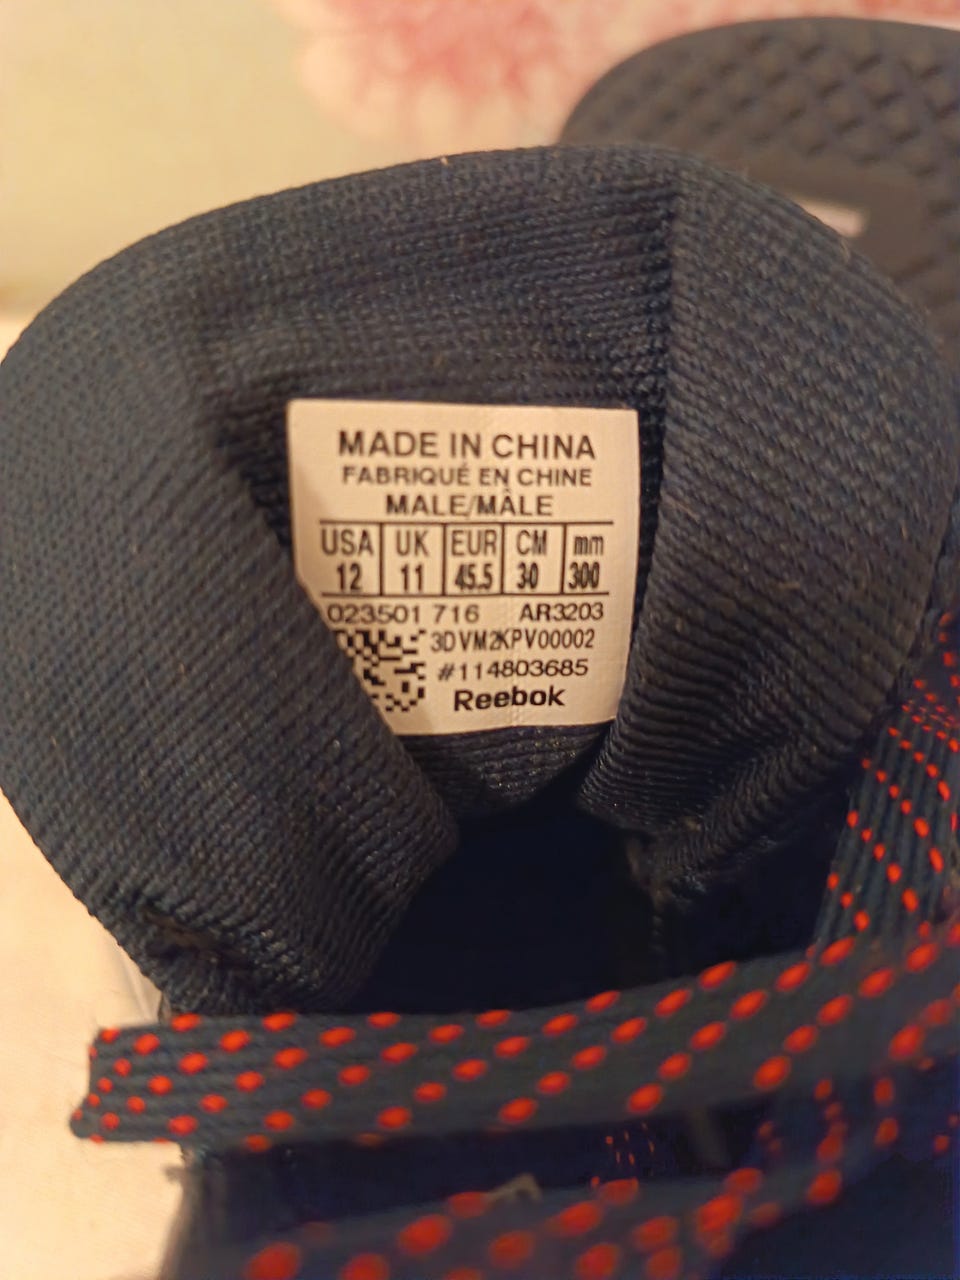 MADE IN CHINA
FABRIQUÉ EN CHINE
MALE/MÂLE
USA UK EUR CM mm
12 11 45.5 30 300
023501 716 AR3203
3DVM2KPV00002
#114803685
Reebok